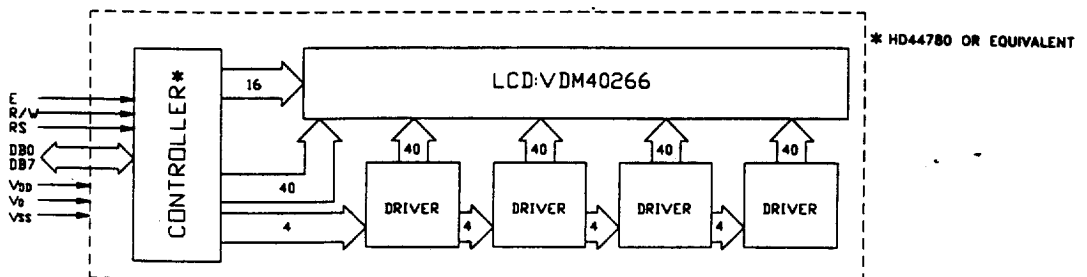 * HD44780 OR EQUIVALENT
LCD:VDM40266
CONTROLLER*
16
E
R/W
RS
DB0
DB7
VDD
V0
VSS
40
40
40
40
40
4
DRIVER
4
DRIVER
4
DRIVER
4
DRIVER